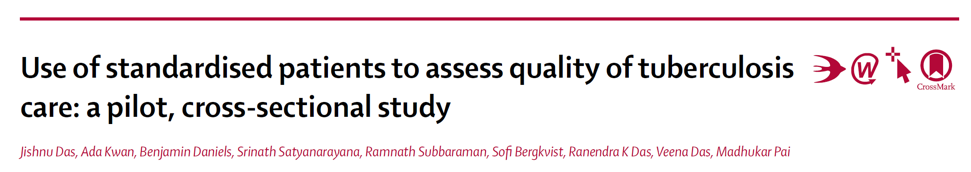 Use of standardised patients to assess quality of tuberculosis
care: a pilot, cross-sectional study
W
CrossMark
Jishnu Das, Ada Kwan, Benjamin Daniels, Srinath Satyanarayana, Ramnath Subbaraman, Sofi Bergkvist, Ranendra K Das, Veena Das, Madhukar Pai